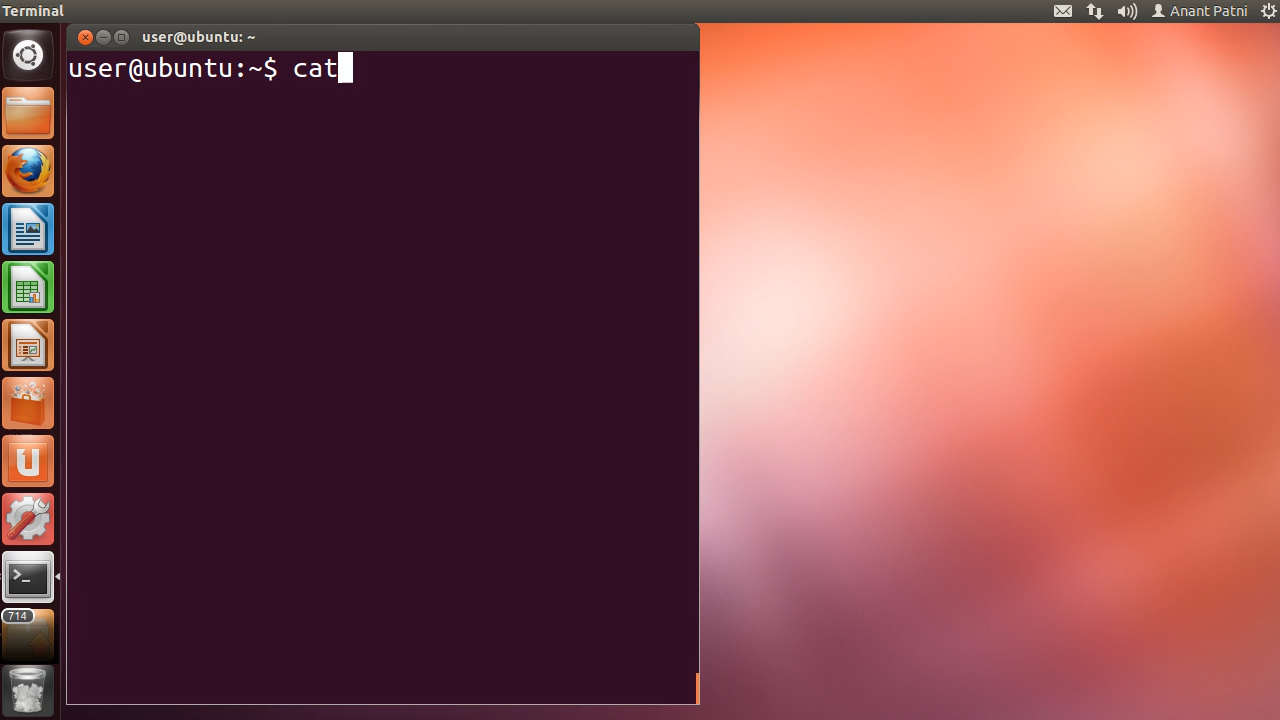 Terminal
Anant Patni
user@ubuntu: ~
user@ubuntu:~$ cat
>_
714